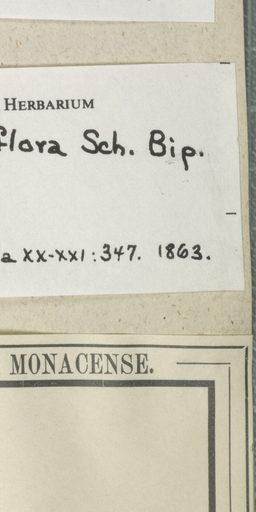 HERBARIUM
flora Sch. Bip.
a XX-XXI: 347. 1863.
MONACENSE.